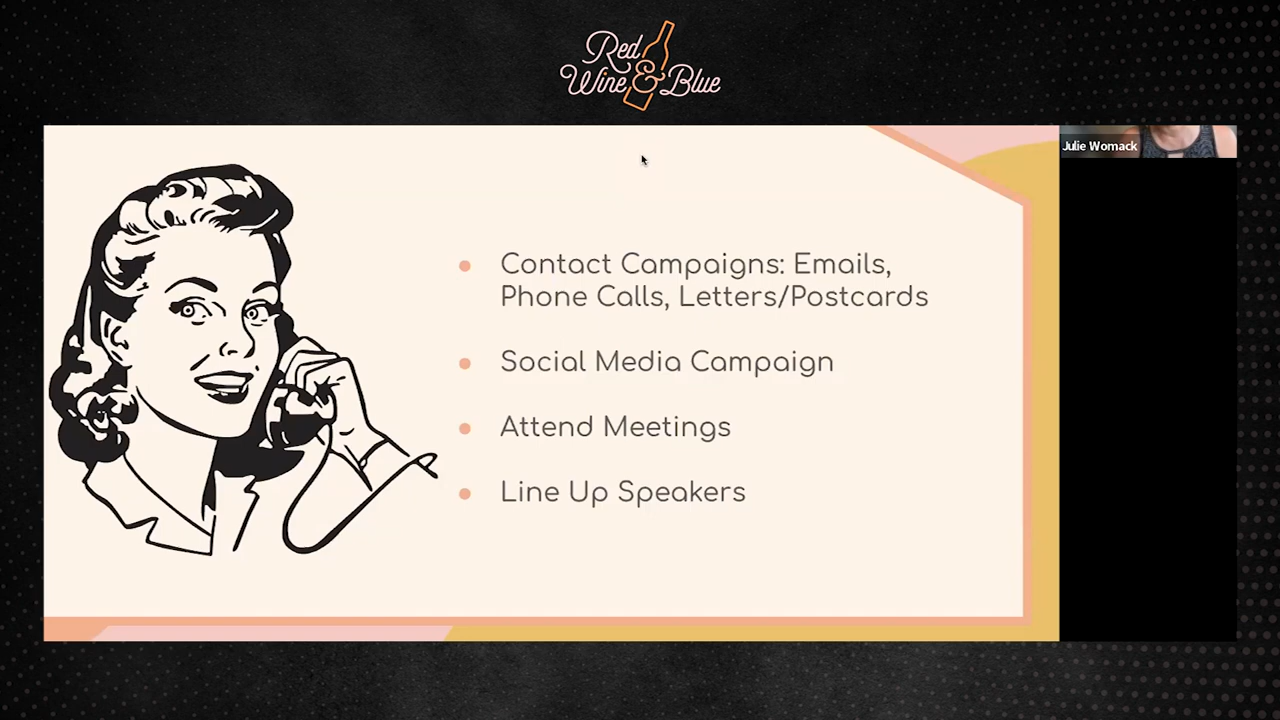 Red
Wine & Blue
Julie Womack
Contact Campaigns: Emails,
Phone Calls, Letters/Postcards
Social Media Campaign
Attend Meetings
Line Up Speakers